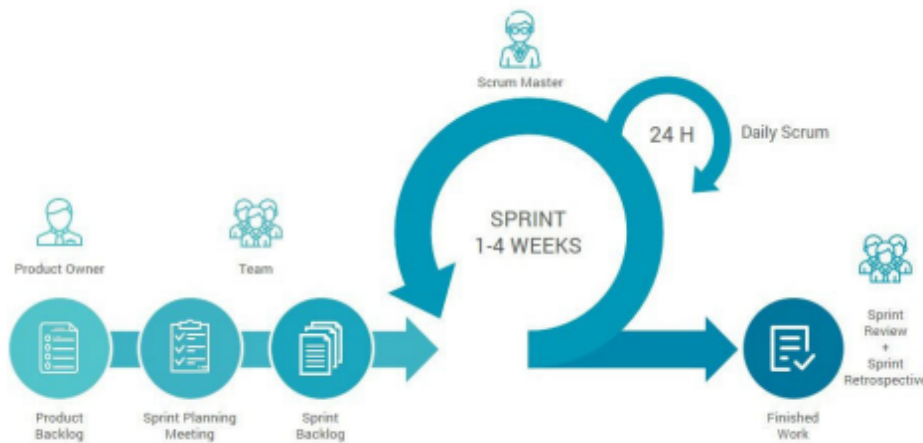 Scrum Master
24 H
Daily Scrum
SPRINT
1-4 WEEKS
Product Owner
Team
Sprint
Review
+
Sprint
Retrospective
Product
Backlog
Sprint Planning
Meeting
Sprint
Backlog
Finished
Work